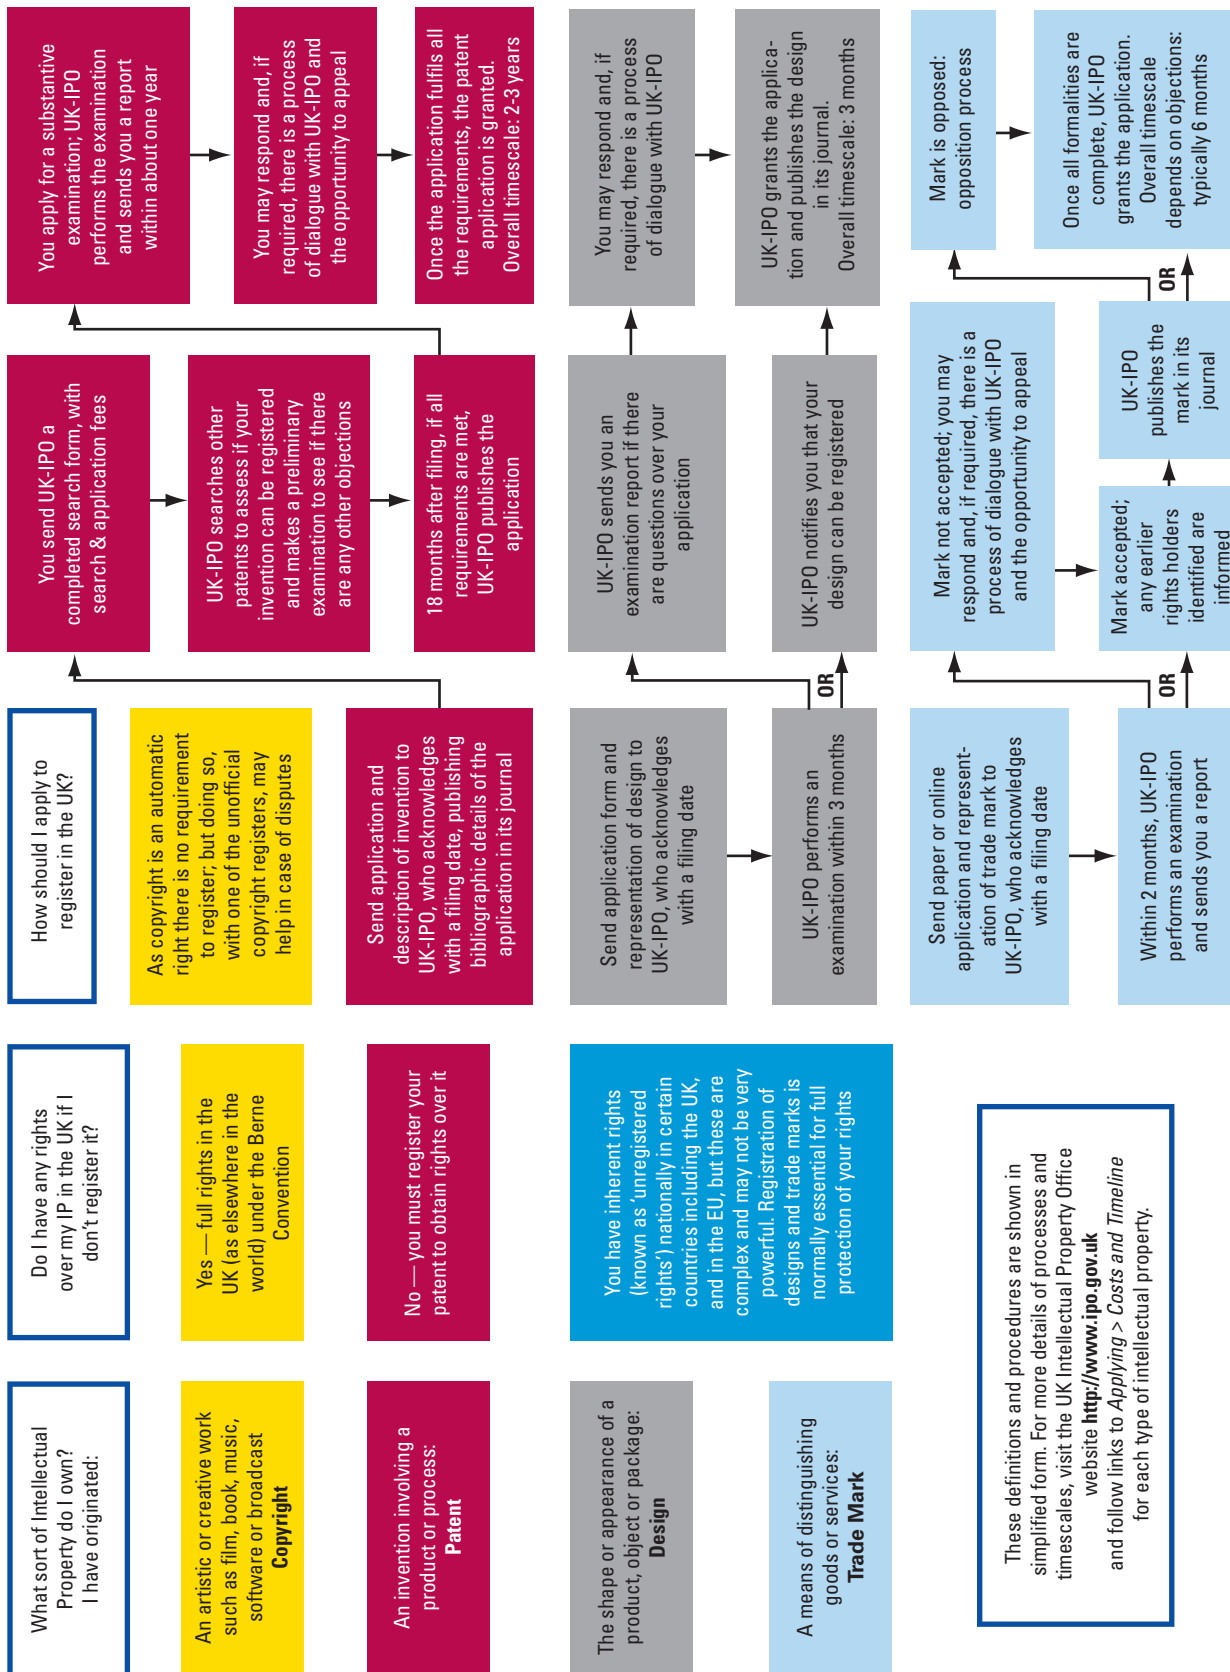 What sort of Intellectual
Property do I own?
I have originated:
Do I have any rights
over my IP in the UK if I
don't register it?
How should I apply to
register in the UK?
An artistic or creative work
such as film, book, music,
software or broadcast
Copyright
Yes — full rights in the
UK (as elsewhere in the
world) under the Berne
Convention
As copyright is an automatic
right there is no requirement
to register; but doing so,
with one of the unofficial
copyright registers, may
help in case of disputes
An invention involving a
product or process:
Patent
No — you must register your
patent to obtain rights over it
Send application and
description of invention to
UK-IPO, who acknowledges
with a filing date, publishing
bibliographic details of the
application in its journal
You send UK-IPO a
completed search form, with
search & application fees
UK-IPO searches other
patents to assess if your
invention can be registered
and makes a preliminary
examination to see if there
are any other objections
18 months after filing, if all
requirements are met,
UK-IPO publishes the
application
You apply for a substantive
examination; UK-IPO
performs the examination
and sends you a report
within about one year
You may respond and, if
required, there is a process
of dialogue with UK-IPO and
the opportunity to appeal
Once the application fulfils all
the requirements, the patent
application is granted.
Overall timescale: 2-3 years
The shape or appearance of a
product, object or package:
Design
You have inherent rights
(known as 'unregistered
rights') nationally in certain
countries including the UK,
and in the EU, but these are
complex and may not be very
powerful. Registration of
designs and trade marks is
normally essential for full
protection of your rights
Send application form and
representation of design to
UK-IPO, who acknowledges
with a filing date
UK-IPO performs an
examination within 3 months
OR
UK-IPO sends you an
examination report if there
are questions over your
application
UK-IPO notifies you that your
design can be registered
You may respond and, if
required, there is a process
of dialogue with UK-IPO
UK-IPO grants the applica-
tion and publishes the design
in its journal.
Overall timescale: 3 months
A means of distinguishing
goods or services:
Trade Mark
Send paper or online
application and represent-
ation of trade mark to
UK-IPO, who acknowledges
with a filing date
Within 2 months, UK-IPO
performs an examination
and sends you a report
OR
Mark not accepted; you may
respond and, if required, there is a
process of dialogue with UK-IPO
and the opportunity to appeal
Mark accepted;
any earlier
rights holders
identified are
informed
UK-IPO
publishes the
mark in its
journal
OR
Mark is opposed:
opposition process
Once all formalities are
complete, UK-IPO
grants the application.
Overall timescale
depends on objections:
typically 6 months
These definitions and procedures are shown in
simplified form. For more details of processes and
timescales, visit the UK Intellectual Property Office
website http://www.ipo.gov.uk
and follow links to Applying > Costs and Timeline
for each type of intellectual property.